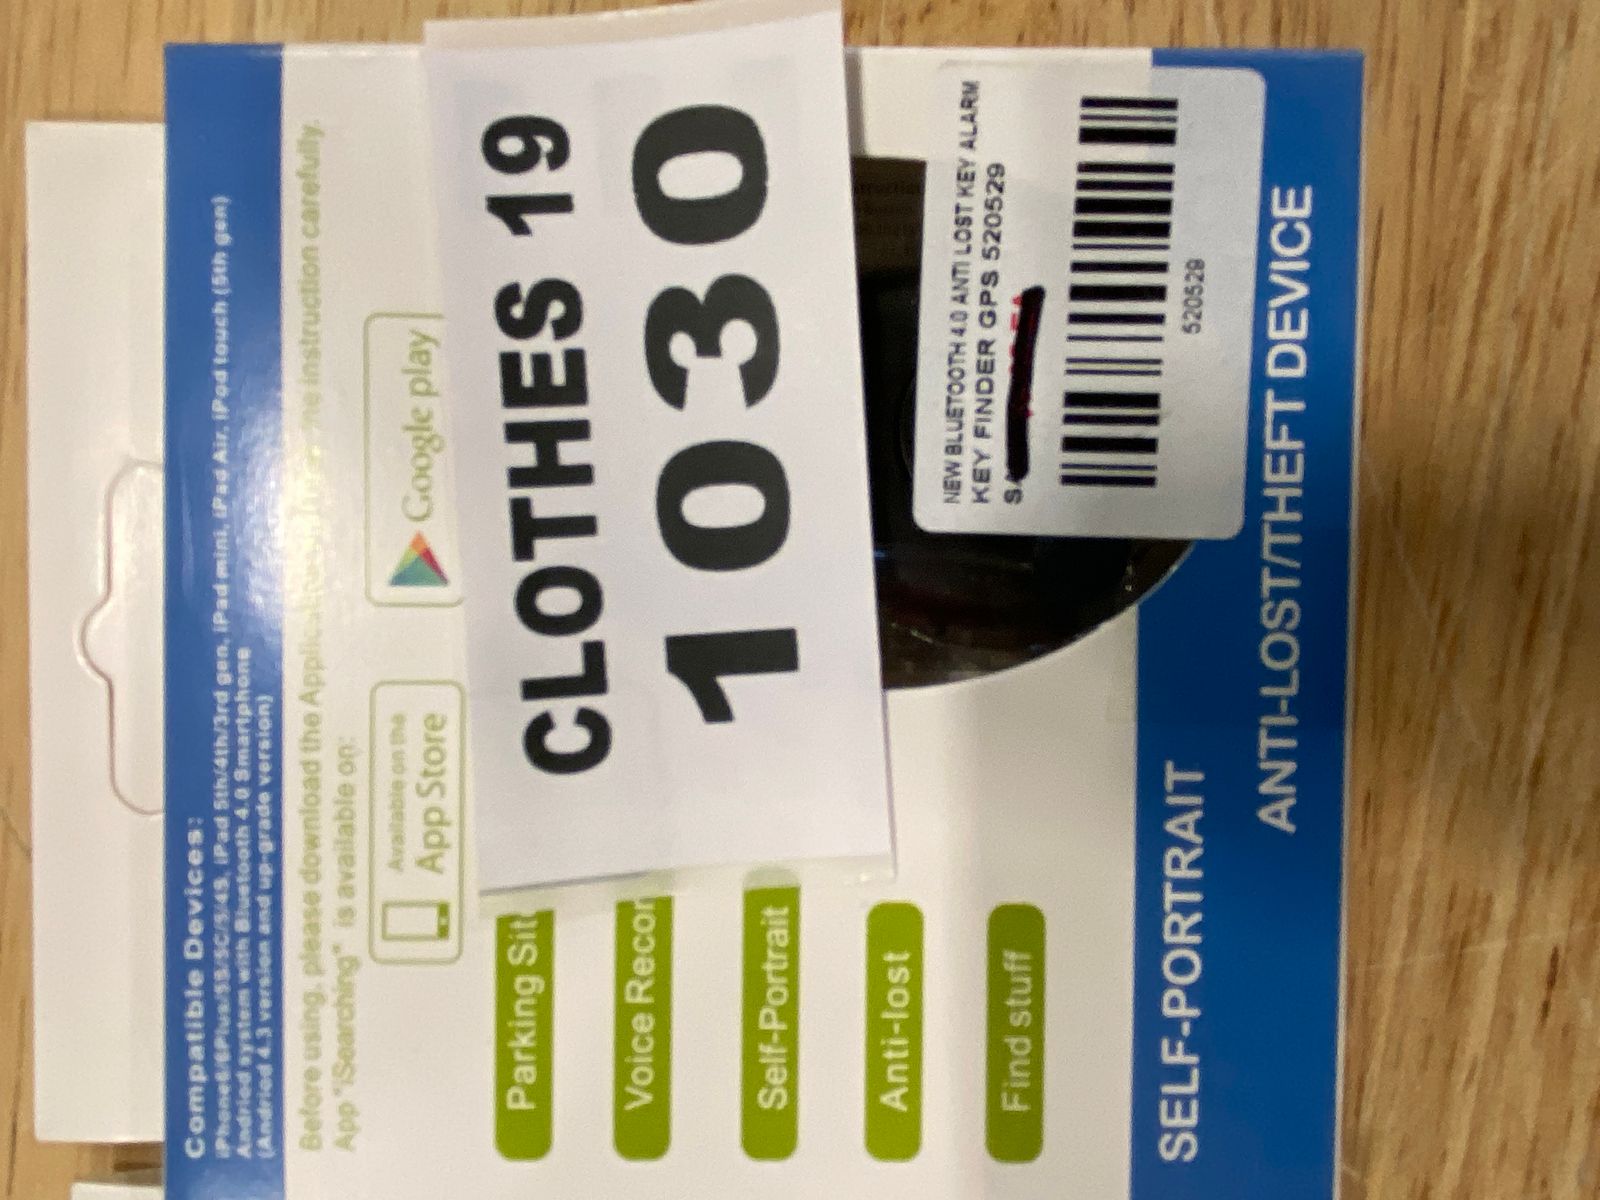 Compatible Devices:
iPhone6/6Plus/5S/5C/5/4S, iPad 5th/4th/3rd gen, iPad mini, iPad Air, iPod touch (5th gen)
Andried system with Bluetooth 4.0 Smartphone
(Andried 4.3 version and up-grade version)
Before using, please download the instruction carefully.
App "iSearching" is available on:
Available on the
App Store
Google play
CLOTHES 19
1030
Parking Sit
Voice Recor
Self-Portrait
Anti-lost
Find stuff
NEW BLUETOOTH 4.0 ANTI LOST KEY ALARM
KEY FINDER GPS 520529
520529
SELF-PORTRAIT
ANTI-LOST/THEFT DEVICE